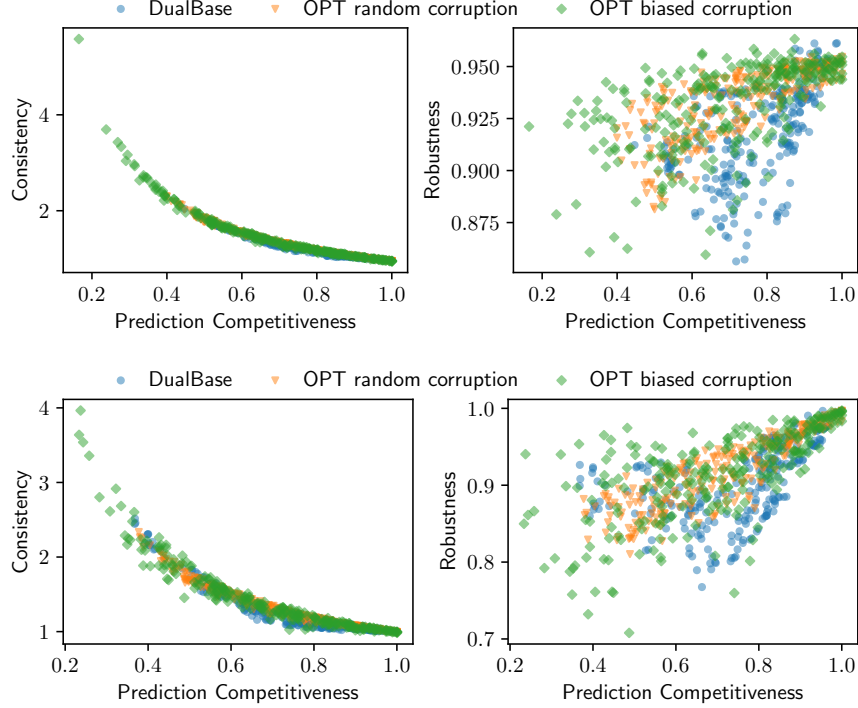 DualBase OPT random corruption OPT biased corruption
Consistency
4
2
0.2 0.4 0.6 0.8 1.0
Prediction Competitiveness
Robustness
0.950
0.925
0.900
0.875
0.2 0.4 0.6 0.8 1.0
Prediction Competitiveness
DualBase OPT random corruption OPT biased corruption
Consistency
4
3
2
1
0.2 0.4 0.6 0.8 1.0
Prediction Competitiveness
Robustness
1.0
0.9
0.8
0.7
0.2 0.4 0.6 0.8 1.0
Prediction Competitiveness